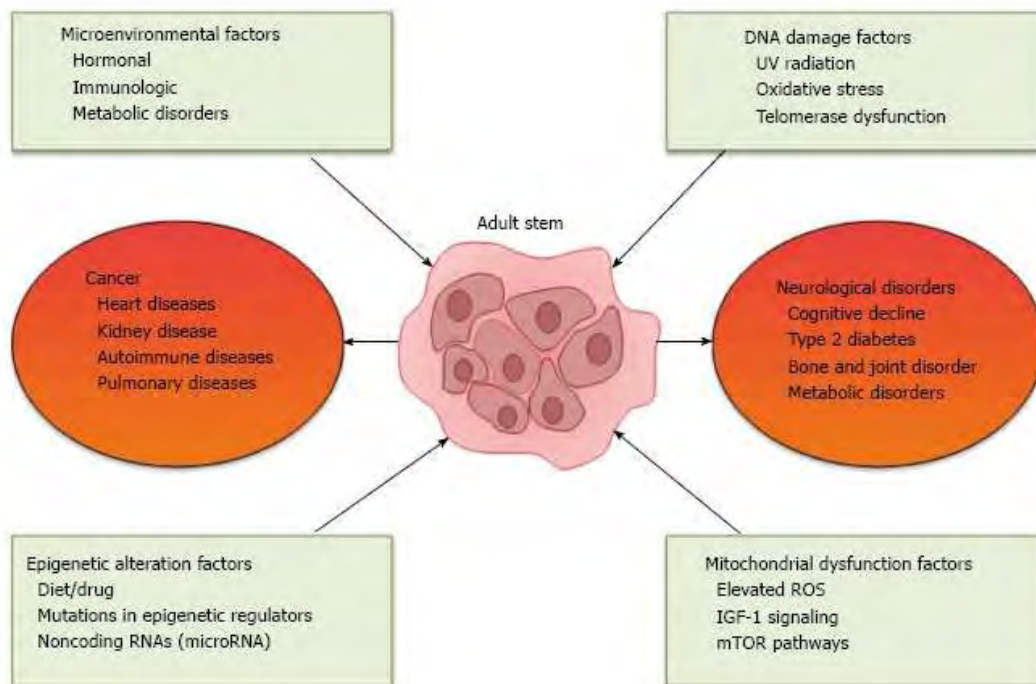 Microenvironmental factors
Hormonal
Immunologic
Metabolic disorders
DNA damage factors
UV radiation
Oxidative stress
Telomerase dysfunction
Adult stem
Cancer
Heart diseases
Kidney disease
Autoimmune diseases
Pulmonary diseases
Neurological disorders
Cognitive decline
Type 2 diabetes
Bone and joint disorder
Metabolic disorders
Epigenetic alteration factors
Diet/drug
Mutations in epigenetic regulators
Noncoding RNAs (microRNA)
Mitochondrial dysfunction factors
Elevated ROS
IGF-1 signaling
mTOR pathways